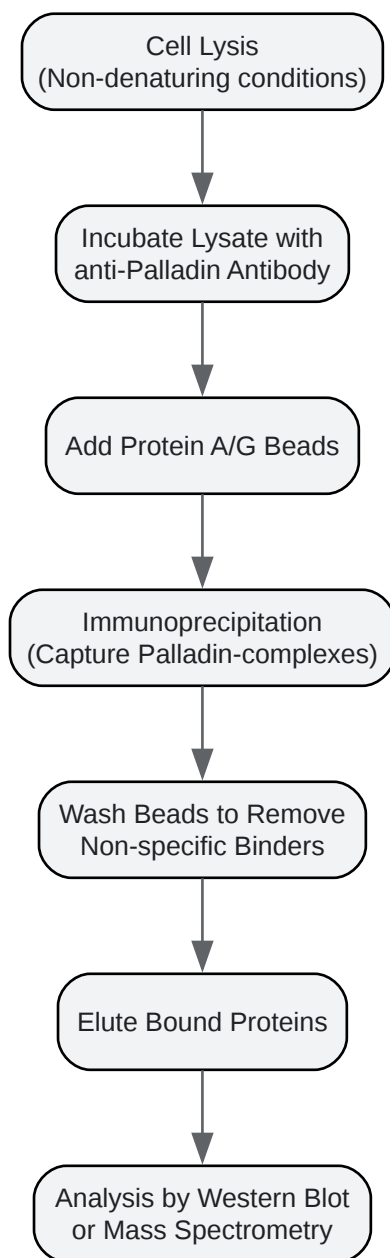 Cell Lysis
(Non-denaturing conditions)
Incubate Lysate with
anti-Palladin Antibody
Add Protein A/G Beads
Immunoprecipitation
(Capture Palladin-complexes)
Wash Beads to Remove
Non-specific Binders
Elute Bound Proteins
Analysis by Western Blot
or Mass Spectrometry